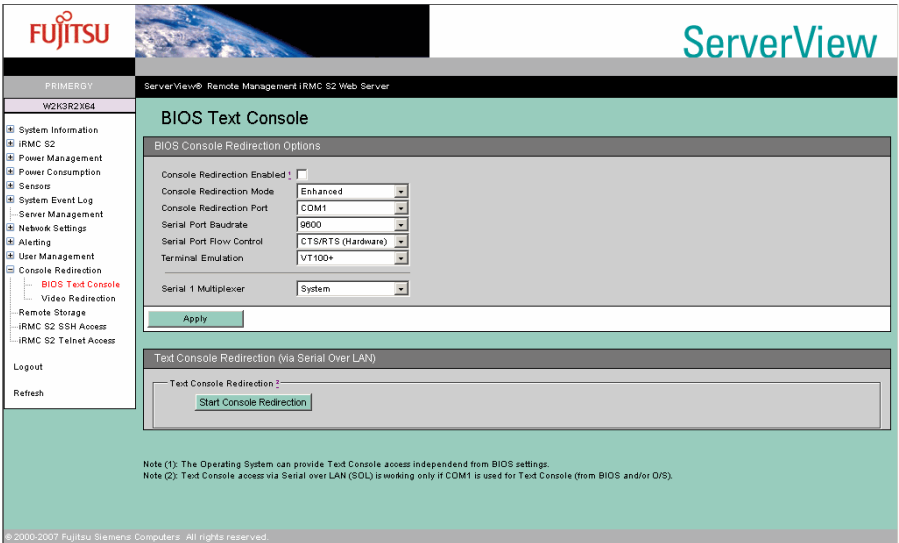 FUJITSU
ServerView
PRIMERGY
ServerView® Remote Management iRMC S2 Web Server
W2K3R2X64
System Information
iRMC S2
Power Management
Power Consumption
Sensors
System Event Log
Server Management
Network Settings
Alerting
User Management
Console Redirection
BIOS Text Console
Video Redirection
Remote Storage
iRMC S2 SSH Access
iRMC S2 Telnet Access
Logout
Refresh
BIOS Text Console
BIOS Console Redirection Options
Console Redirection Enabled 1
Console Redirection Mode Enhanced
Console Redirection Port COM1
Serial Port Baudrate 9600
Serial Port Flow Control CTS/RTS (Hardware)
Terminal Emulation VT100+
Serial 1 Multiplexer System
Apply
Text Console Redirection (via Serial Over LAN)
Text Console Redirection 2
Start Console Redirection
Note (1): The Operating System can provide Text Console access independend from BIOS settings.
Note (2): Text Console access via Serial over LAN (SOL) is working only if COM1 is used for Text Console (from BIOS and/or O/S).
© 2000-2007 Fujitsu Siemens Computers All rights reserved.